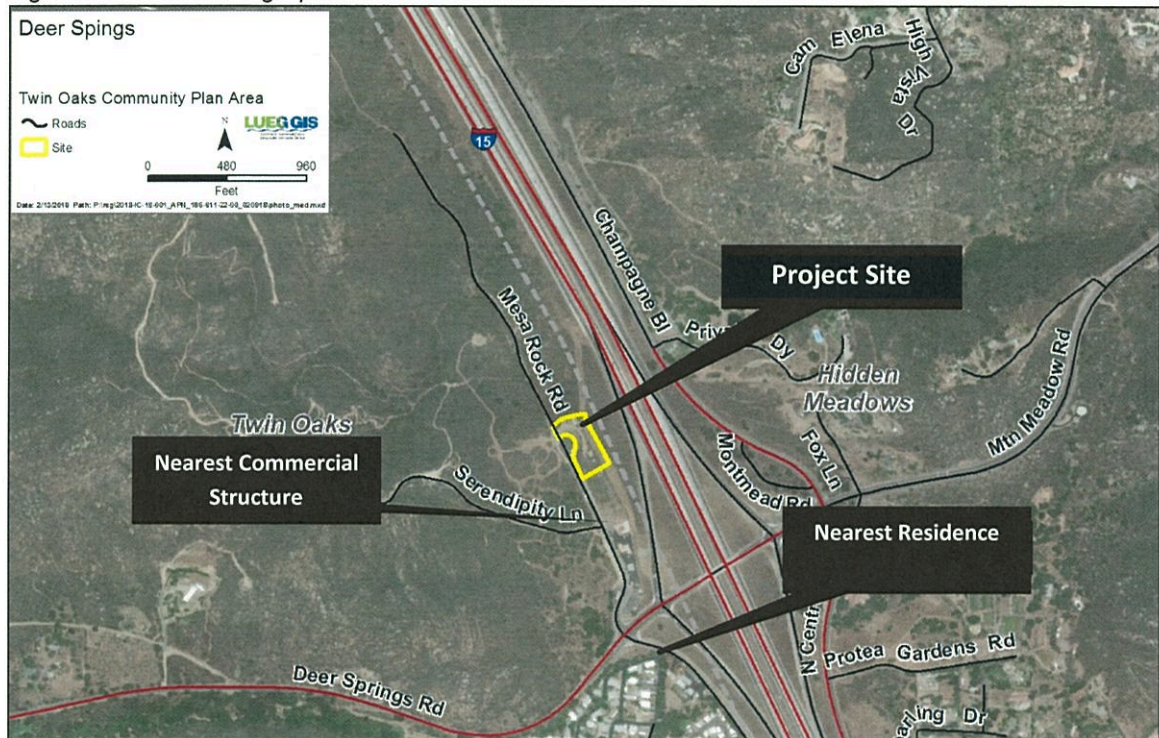 Deer Spings
Twin Oaks Community Plan Area
Roads
Site
N
LUEG GIS
0 480 960
Feet
15
Cam Elena
High Vista Dr
Champagne Bl
Project Site
Mesa Rock Rd
Dy
Hidden
Meadows
Mtn Meadow Rd
Twin Oaks
Fox Ln
Montmead Rd
Nearest Commercial
Structure
Serendipity Ln
Nearest Residence
N
Protea Gardens Rd
Deer Springs Rd
Dr